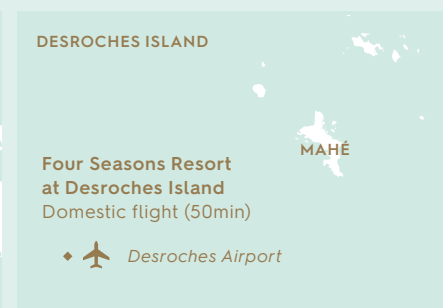 DESROCHES ISLAND
MAHÉ
Four Seasons Resort
at Desroches Island
Domestic flight (50min)
Desroches Airport